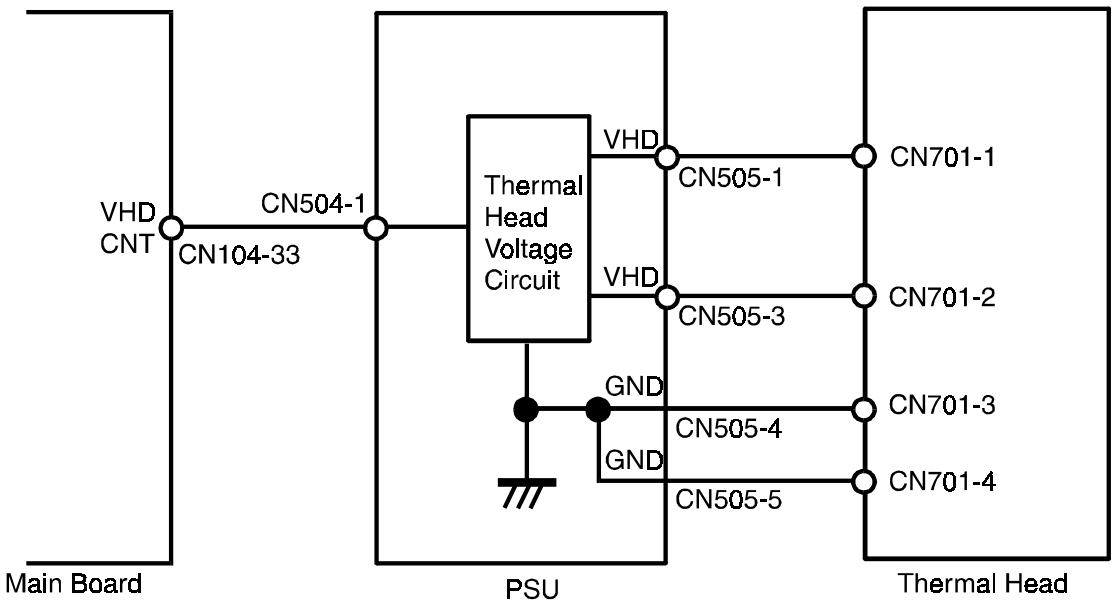 VHD
CNT
CN104-33
CN504-1
Thermal
Head
Voltage
Circuit
VHD
CN505-1
CN701-1
VHD
CN505-3
CN701-2
GND
CN505-4
CN701-3
GND
CN505-5
CN701-4
Main Board
PSU
Thermal Head